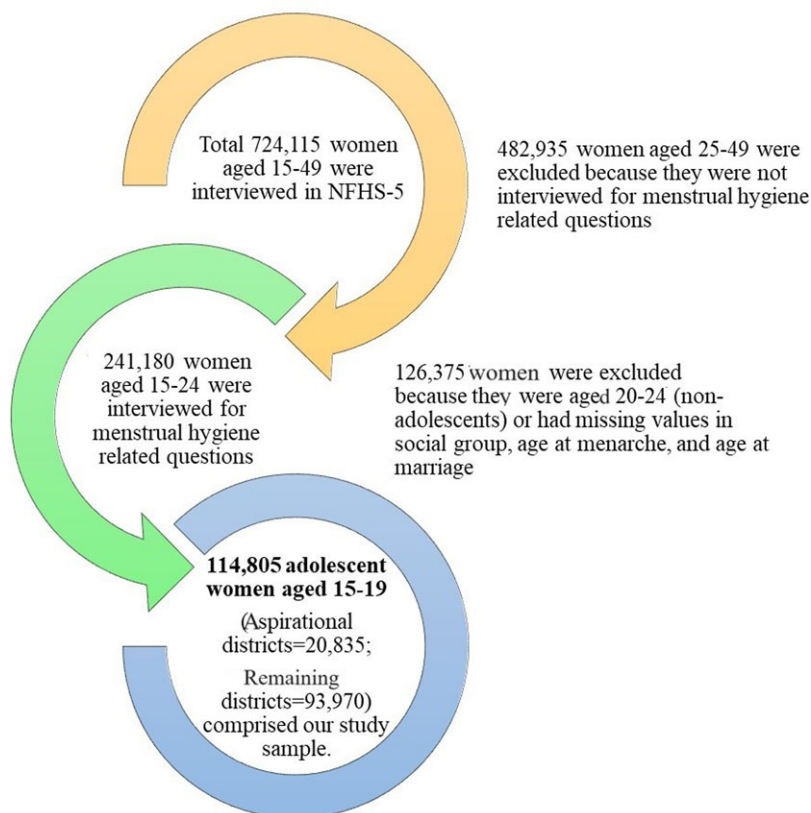 Total 724,115 women
aged 15-49 were
interviewed in NFHS-5
482,935 women aged 25-49 were
excluded because they were not
interviewed for menstrual hygiene
related questions
241,180 women
aged 15-24 were
interviewed for
menstrual hygiene
related questions
126,375 women were excluded
because they were aged 20-24 (non-
adolescents) or had missing values in
social group, age at menarche, and age at
marriage
114,805 adolescent
women aged 15-19
(Aspirational
districts=20,835;
Remaining
districts=93,970)
comprised our study
sample.